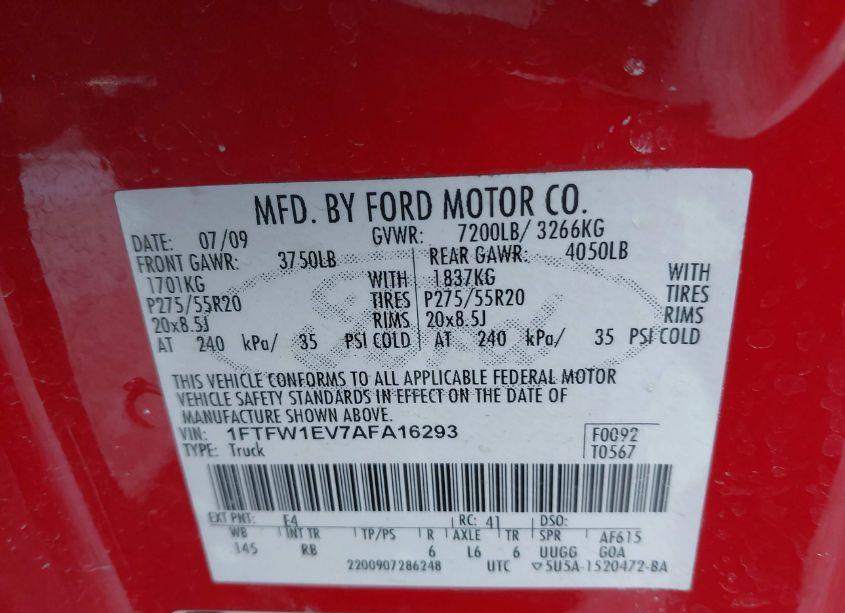 MFD. BY FORD MOTOR CO.
DATE: 07/09 GVWR: 7200LB/ 3266KG
FRONT GAWR: 3750LB REAR GAWR: 4050LB
1701KG WITH 1837KG WITH
P275/55R20 TIRES P275/55R20 TIRES
20x8.5J RIMS 20x8.5J RIMS
AT 240 kPa/ 35 PSI COLD AT 240 kPa/ 35 PSI COLD
THIS VEHICLE CONFORMS TO ALL APPLICABLE FEDERAL MOTOR
VEHICLE SAFETY STANDARDS IN EFFECT ON THE DATE OF
MANUFACTURE SHOWN ABOVE.
VIN: 1FTFW1EV7AFA16293 F0092
TYPE: Truck T0567
EXT PNT: E4 RC: 41 DSO:
WB INT TR TP/PS R AXLE TR SPR AF615
145 RB 6 L6 6 UUGG GOA
2200907286248 UTC ▽5U5A-1520472-BA